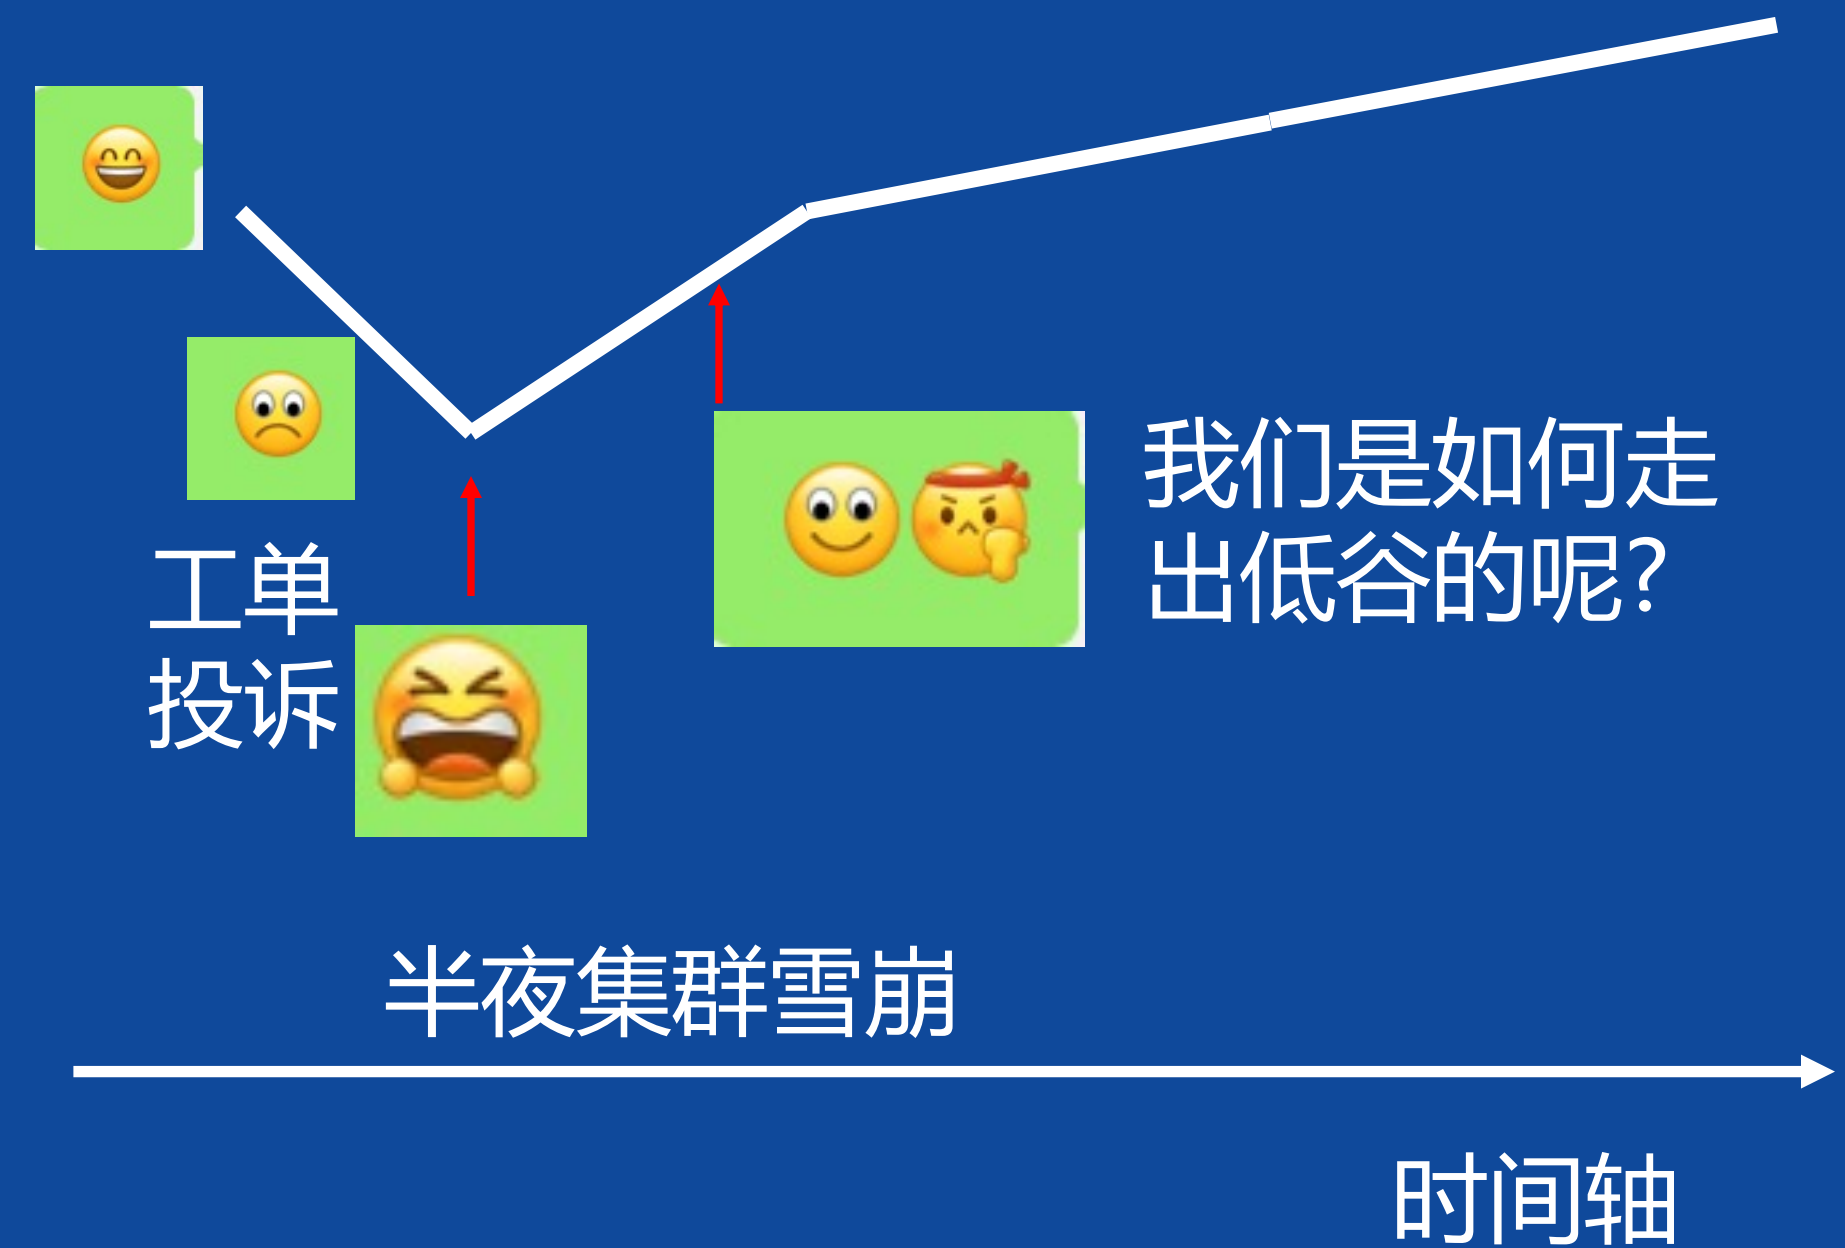 我们是如何走
出低谷的呢?
工单
投诉
半夜集群雪崩
时间轴